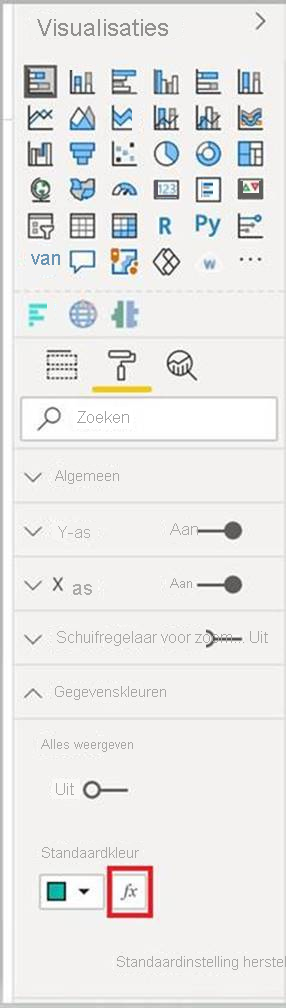 Visualisaties
123
R Py
van
w
Zoeken
Algemeen
Y-as Aan
X as Aan
Schuifregelaar voor zoom... Uit
Gegevenskleuren
Alles weergeven
Uit
Standaardkleur
fx
Standaardinstelling herstel